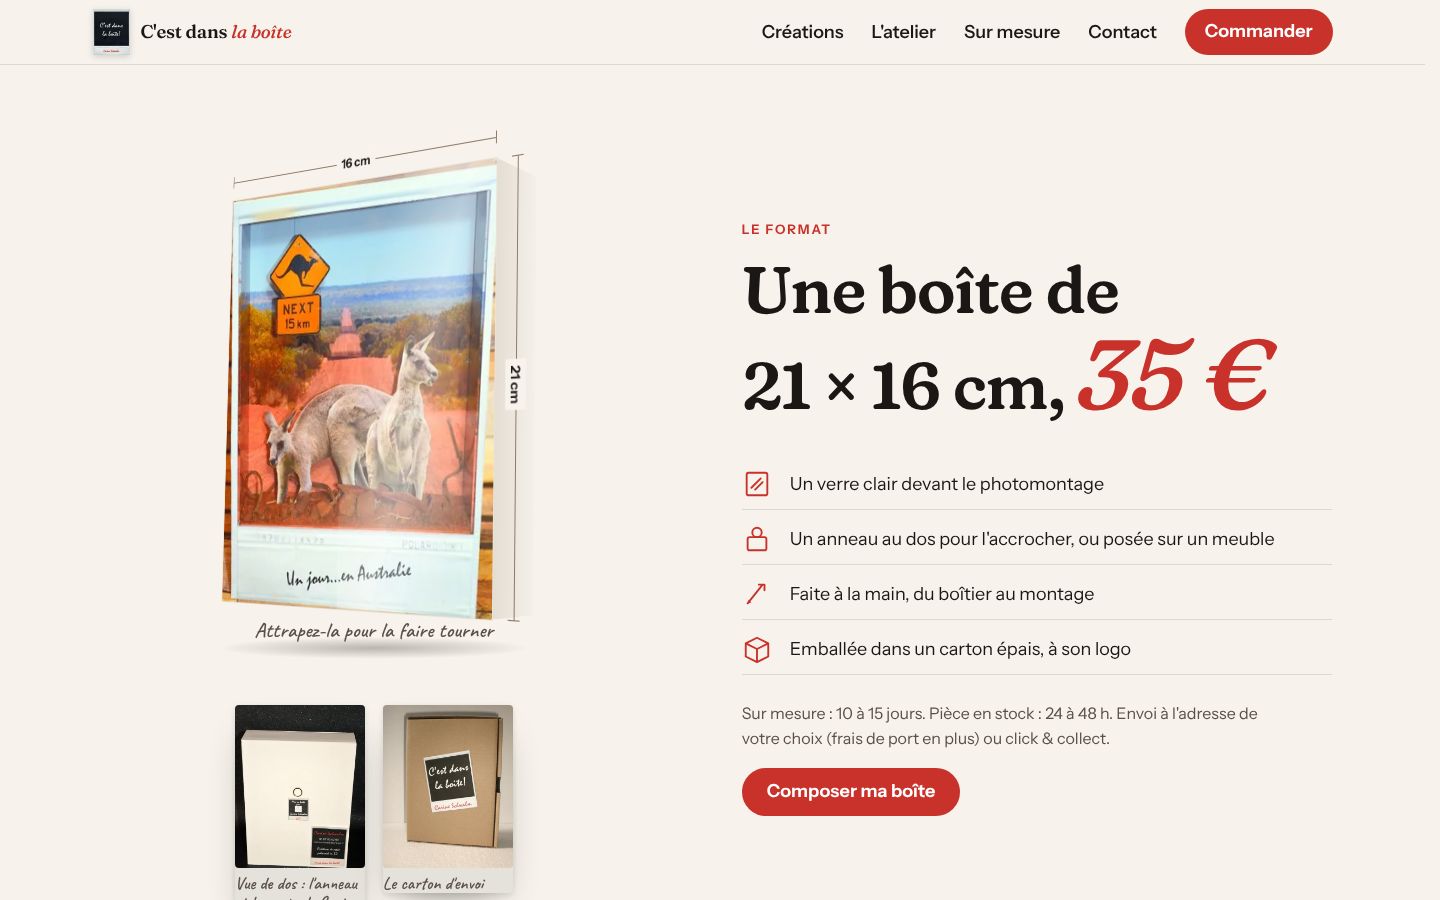 C'est dans la boîte
Créations
L'atelier
Sur mesure
Contact
Commander
16 cm
21 cm
NEXT
15 km
Un jour...en Australie
Attrapez-la pour la faire tourner
LE FORMAT
Une boîte de
21 × 16 cm, 35 €
Un verre clair devant le photomontage
Un anneau au dos pour l'accrocher, ou posée sur un meuble
Faite à la main, du boîtier au montage
Emballée dans un carton épais, à son logo
Sur mesure : 10 à 15 jours. Pièce en stock : 24 à 48 h. Envoi à l'adresse de
votre choix (frais de port en plus) ou click & collect.
Composer ma boîte
C'est dans
la boîte!
Vue de dos : l'anneau
Le carton d'envoi